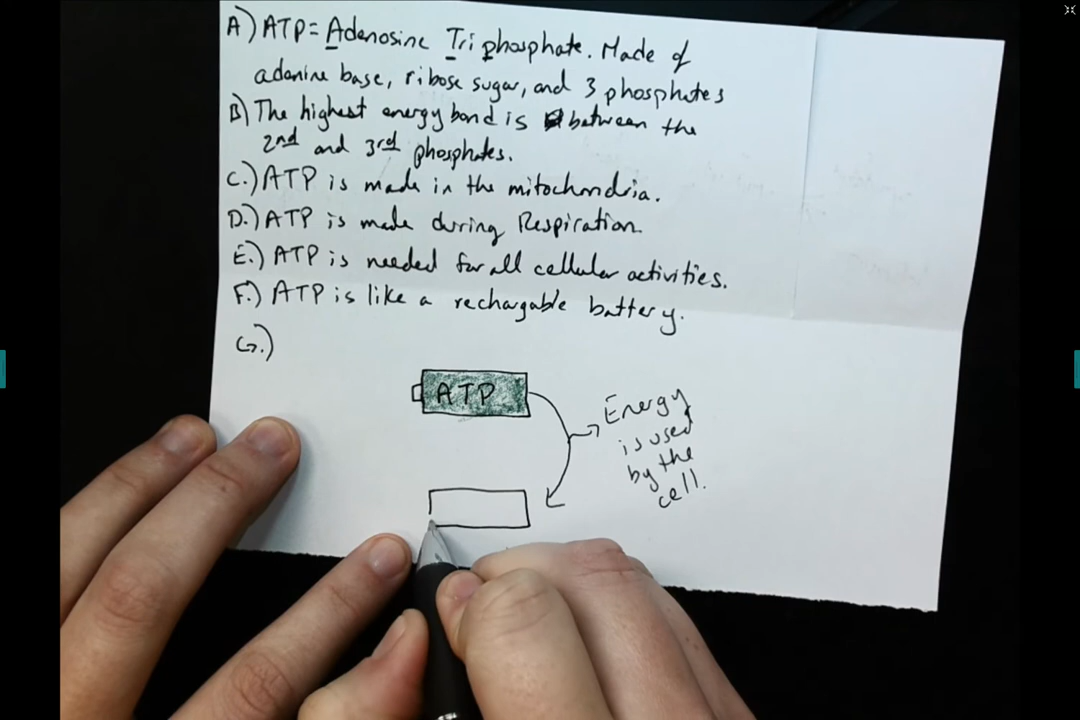 A) ATP = Adenosine Triphosphate. Made of
adanine base, ribose sugar, and 3 phosphates
B) The highest energy bond is between the
2nd and 3rd phosphates.
C.) ATP is made in the mitochondria.
D.) ATP is made during Respiration.
E.) ATP is needed for all cellular activities.
F.) ATP is like a rechargable battery.
G.)
ATP
Energy
is used
by the
cell.